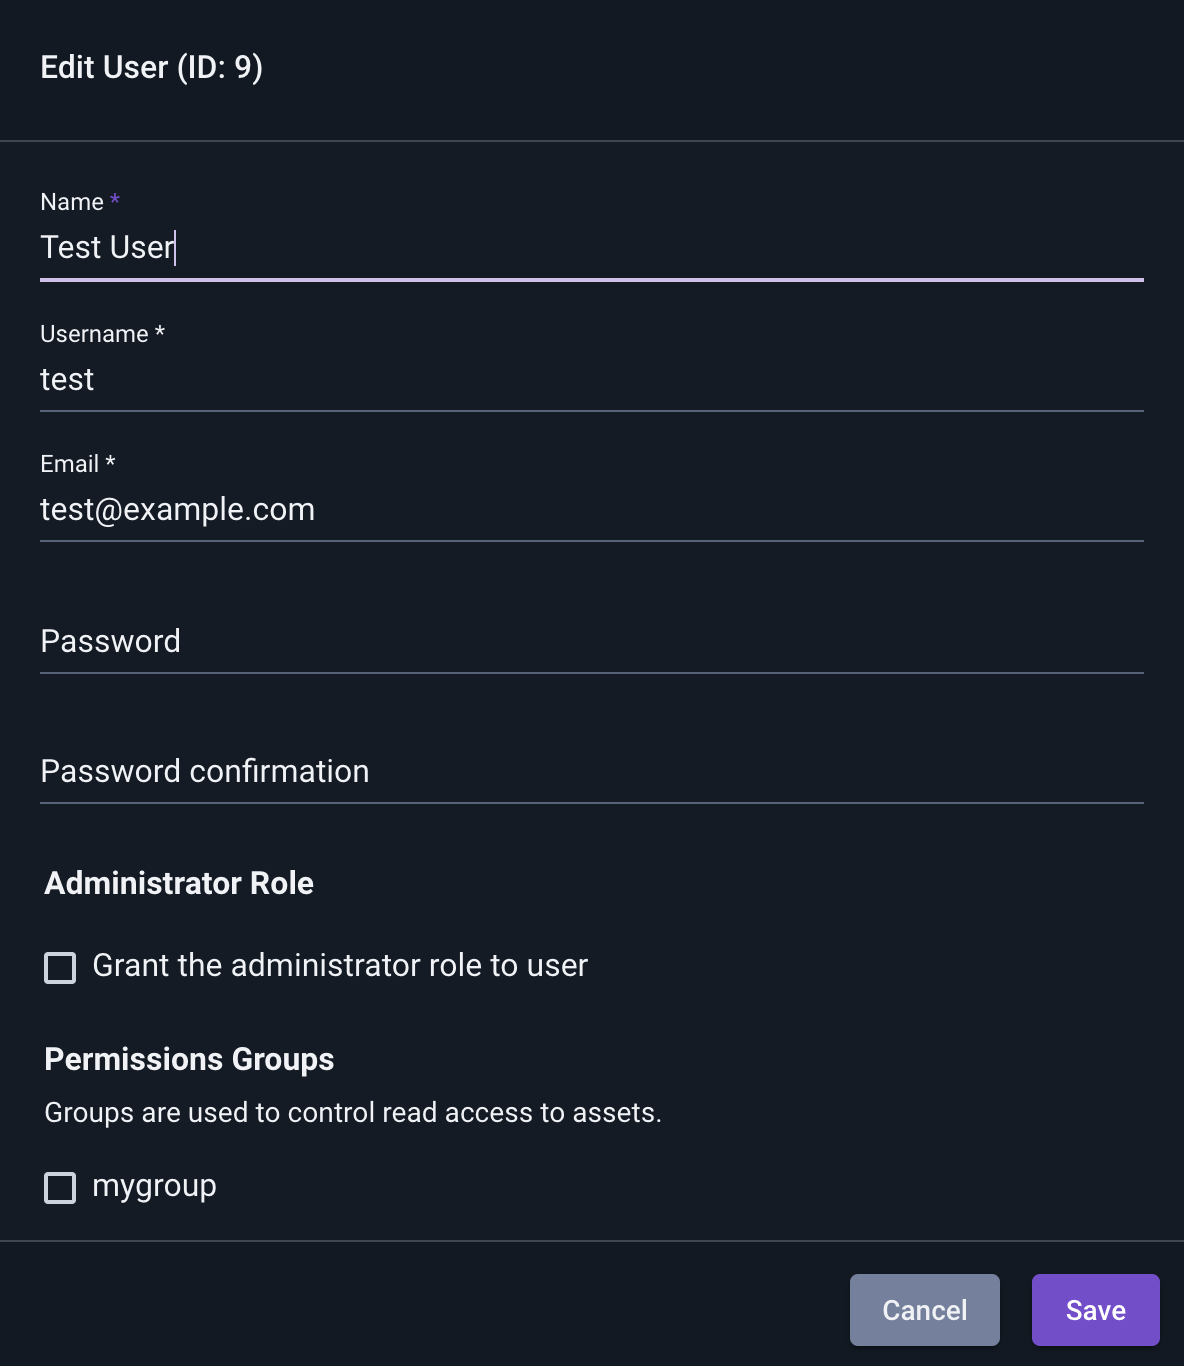 Edit User (ID: 9)
Name *
Test User
Username *
test
Email *
test@example.com
Password
Password confirmation
Administrator Role
Grant the administrator role to user
Permissions Groups
Groups are used to control read access to assets.
mygroup
Cancel
Save